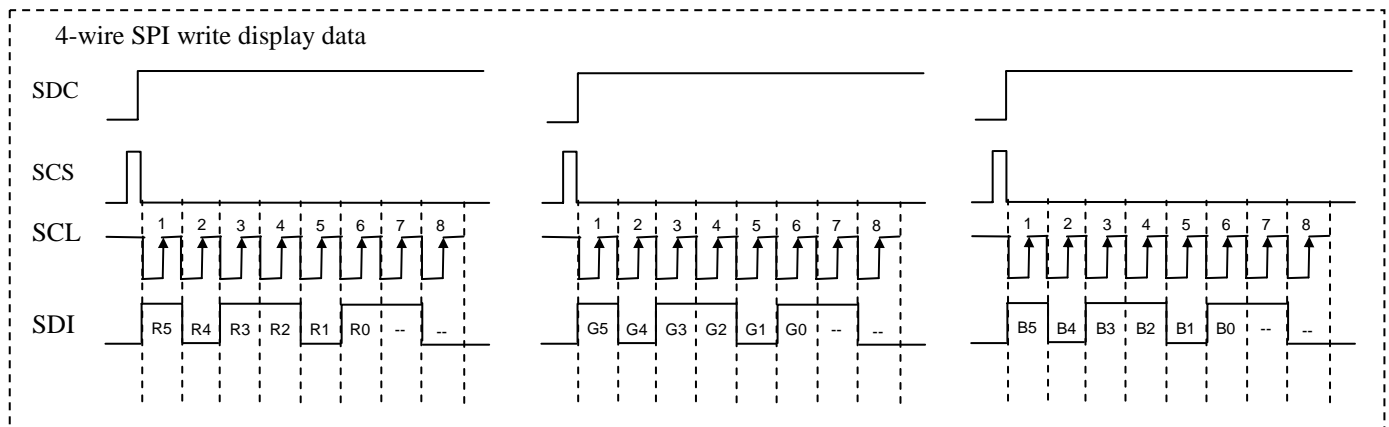 4-wire SPI write display data
SDC
SCS
SCL
1 2 3 4 5 6 7 8
1 2 3 4 5 6 7 8
1 2 3 4 5 6 7 8
SDI
R5 R4 R3 R2 R1 R0 -- --
G5 G4 G3 G2 G1 G0 -- --
B5 B4 B3 B2 B1 B0 -- --